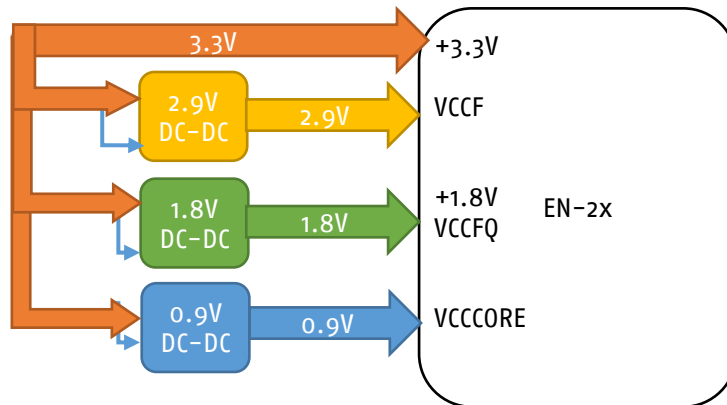 3.3V
+3.3V
2.9V
DC-DC
2.9V
VCCF
1.8V
DC-DC
1.8V
+1.8V
VCCFQ
EN-2x
0.9V
DC-DC
0.9V
VCCCORE